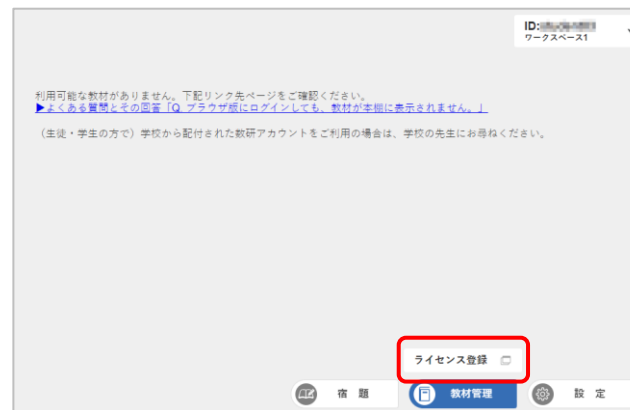 ID:
ワークスペース1
利用可能な教材がありません。下記リンク先ページをご確認ください。
▶よくある質問とその回答「Q ブラウザ版にログインしても、教材が本棚に表示されません。」
（生徒・学生の方で）学校から配付された数研アカウントをご利用の場合は、学校の先生にお尋ねください。
ライセンス登録
宿 題 教材管理 設 定